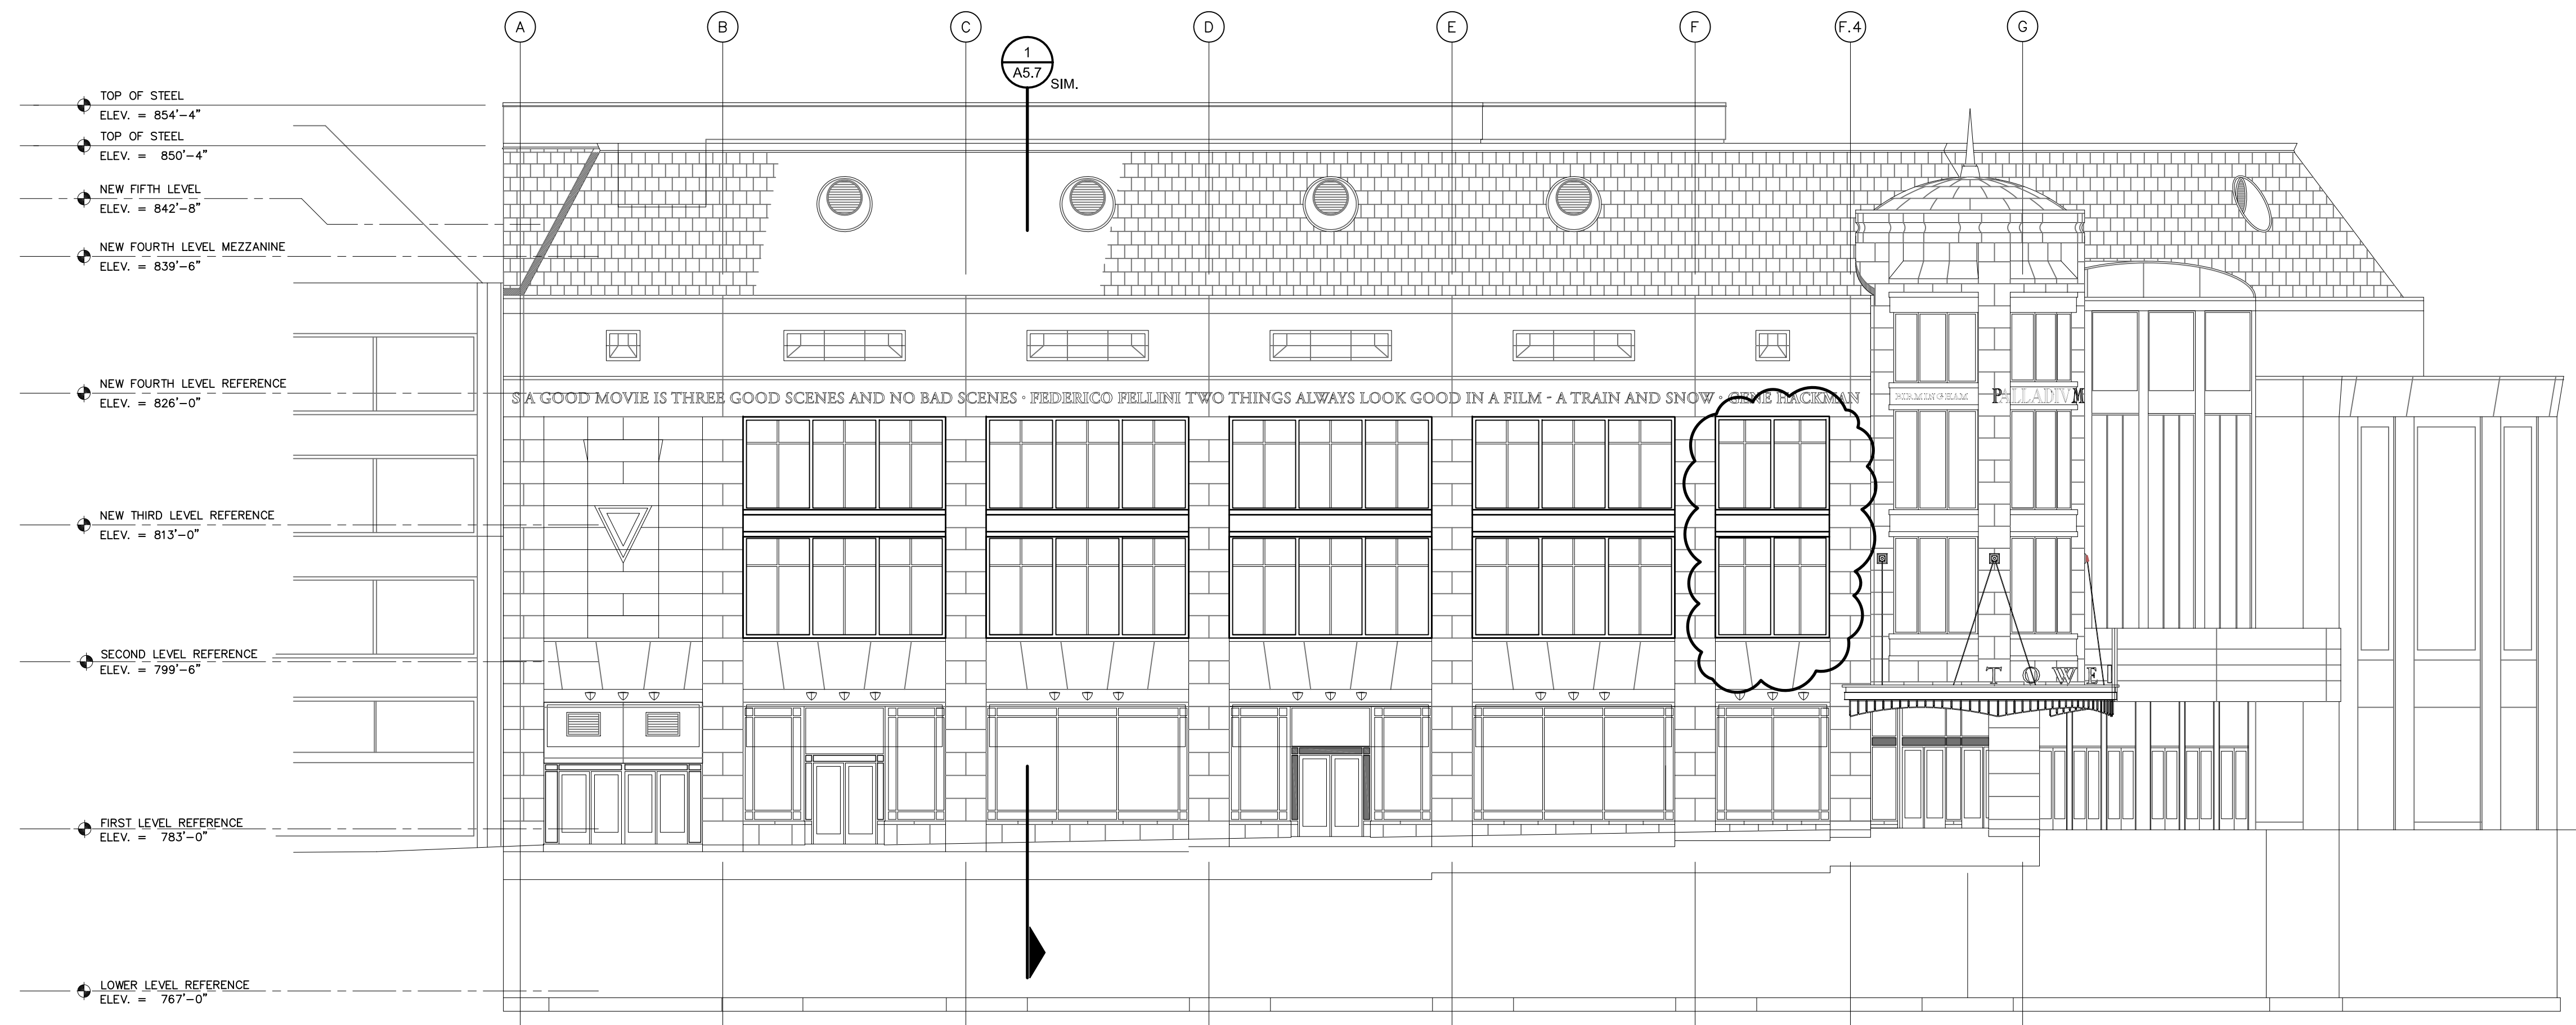 A B C D E F F.4 G
1
A5.7
SIM.
TOP OF STEEL
ELEV. = 854'-4"
TOP OF STEEL
ELEV. = 850'-4"
NEW FIFTH LEVEL
ELEV. = 842'-8"
NEW FOURTH LEVEL MEZZANINE
ELEV. = 839'-6"
NEW FOURTH LEVEL REFERENCE
ELEV. = 826'-0"
S A GOOD MOVIE IS THREE GOOD SCENES AND NO BAD SCENES · FEDERICO FELLINI TWO THINGS ALWAYS LOOK GOOD IN A FILM - A TRAIN AND SNOW · GENE HACKMAN
BIRMINGHAM
PALLADIVM
NEW THIRD LEVEL REFERENCE
ELEV. = 813'-0"
SECOND LEVEL REFERENCE
ELEV. = 799'-6"
TOWE
FIRST LEVEL REFERENCE
ELEV. = 783'-0"
LOWER LEVEL REFERENCE
ELEV. = 767'-0"